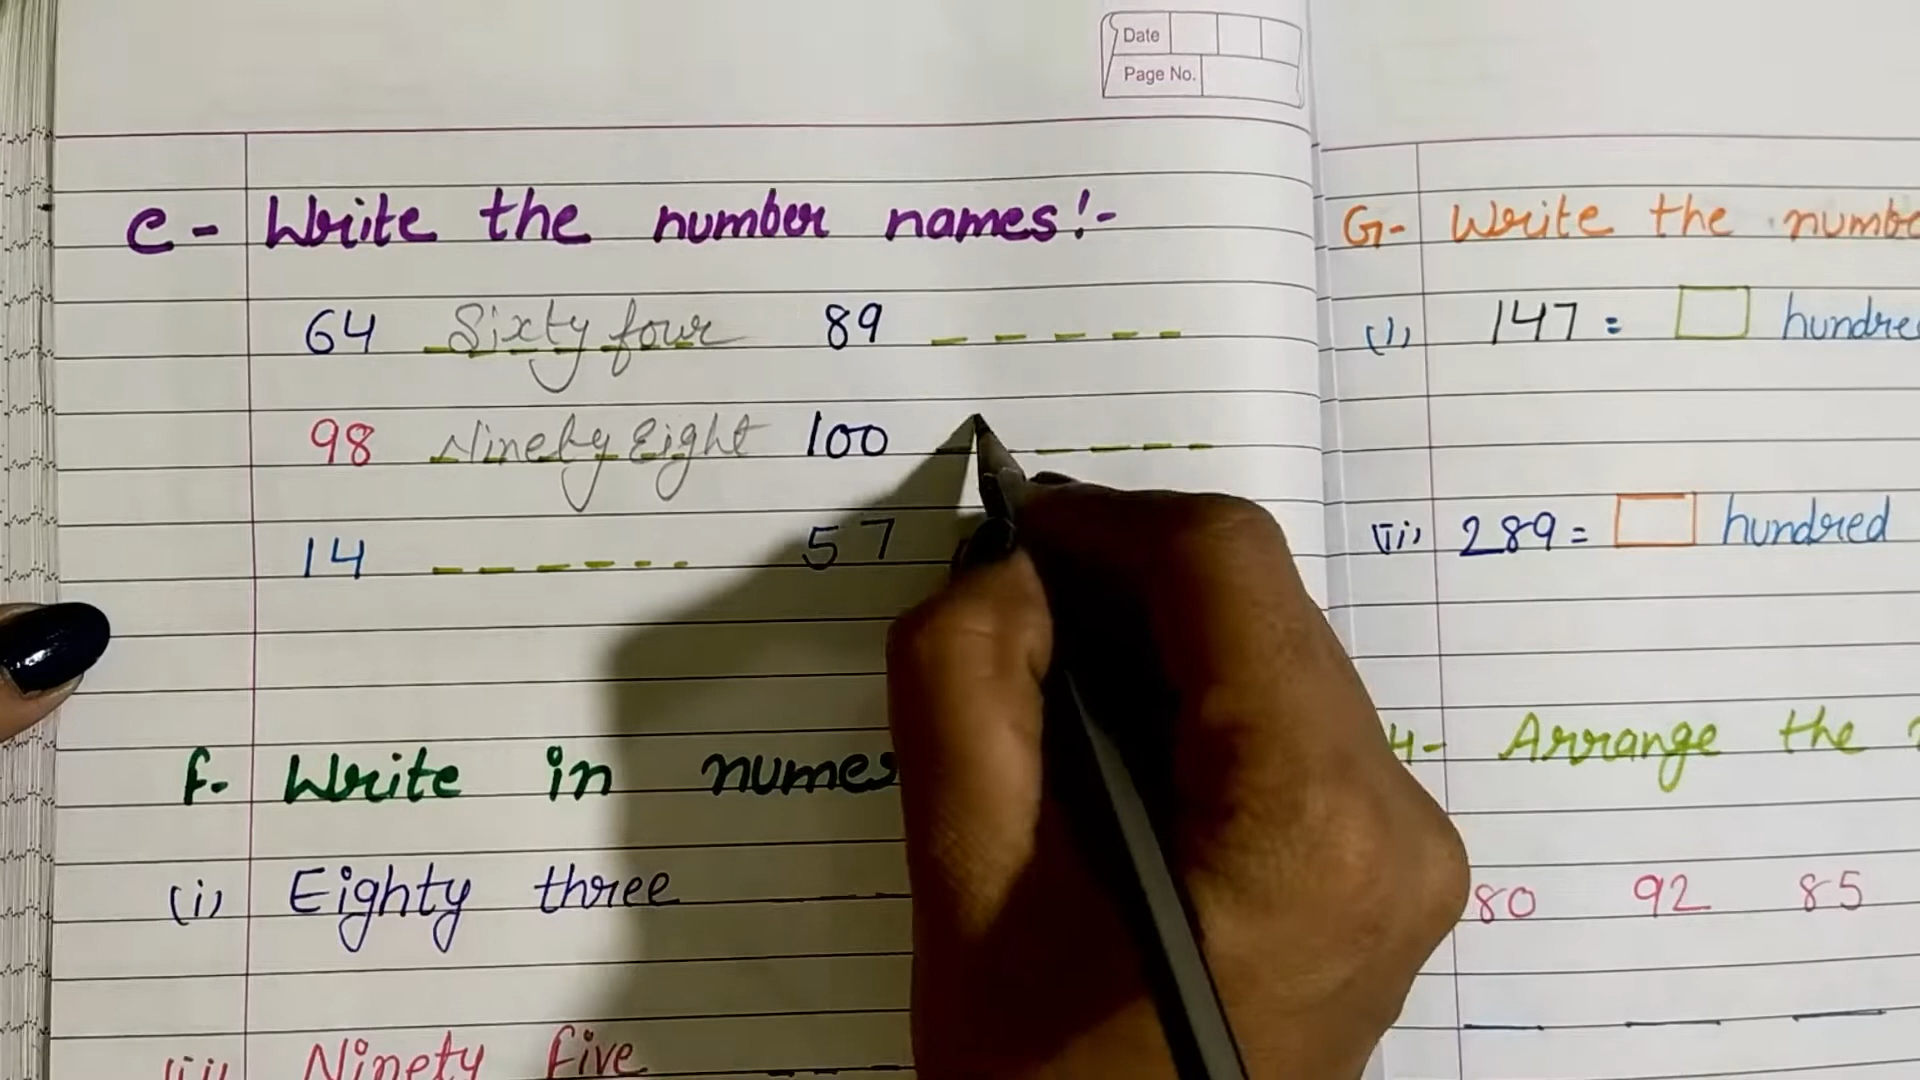 Date
Page No.
e- Write the number names!-
64 Sixty four 89
98 Ninety Eight 100
14 57
f. Write in
(i) Eighty three
(ii) Ninety five
G- Write the
(i) 147 = hundre
(ii) 289 = hundred
H- Arrange the
80 92 85